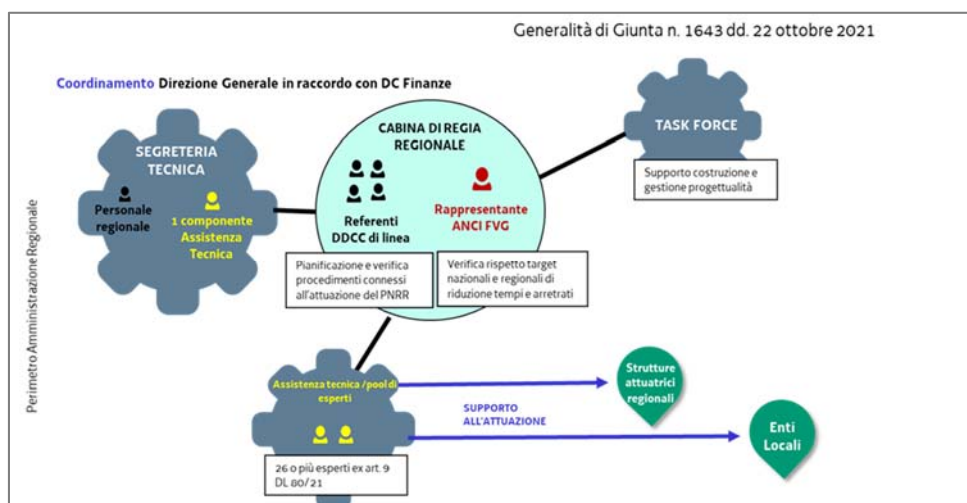 Generalità di Giunta n. 1643 dd. 22 ottobre 2021
Coordinamento Direzione Generale in raccordo con DC Finanze
Perimetro Amministrazione Regionale
SEGRETERIA
TECNICA
Personale
regionale
1 componente
Assistenza
Tecnica
CABINA DI REGIA
REGIONALE
Referenti
DDCC di linea
Rappresentante
ANCI FVG
Pianificazione e verifica
procedimenti connessi
all'attuazione del PNRR
Verifica rispetto target
nazionali e regionali di
riduzione tempi e arretrati
TASK FORCE
Supporto costruzione e
gestione progettualità
Assistenza tecnica /pool di
esperti
26 o più esperti ex art. 9
DL 80/21
SUPPORTO
ALL'ATTUAZIONE
Strutture
attuatrici
regionali
Enti
Locali